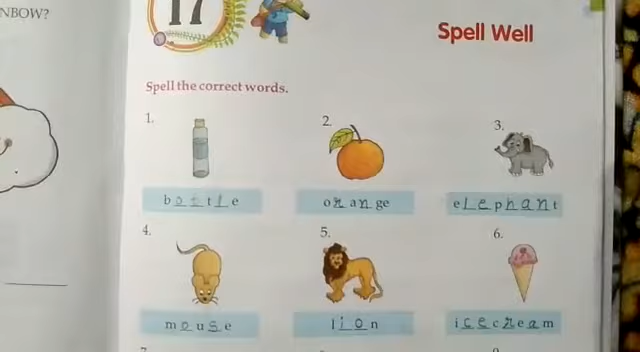 NBOW?
17
Spell Well
Spell the correct words.
1.
2.
3.
bottle
orange
elephant
4.
5.
6.
mouse
lion
icecream